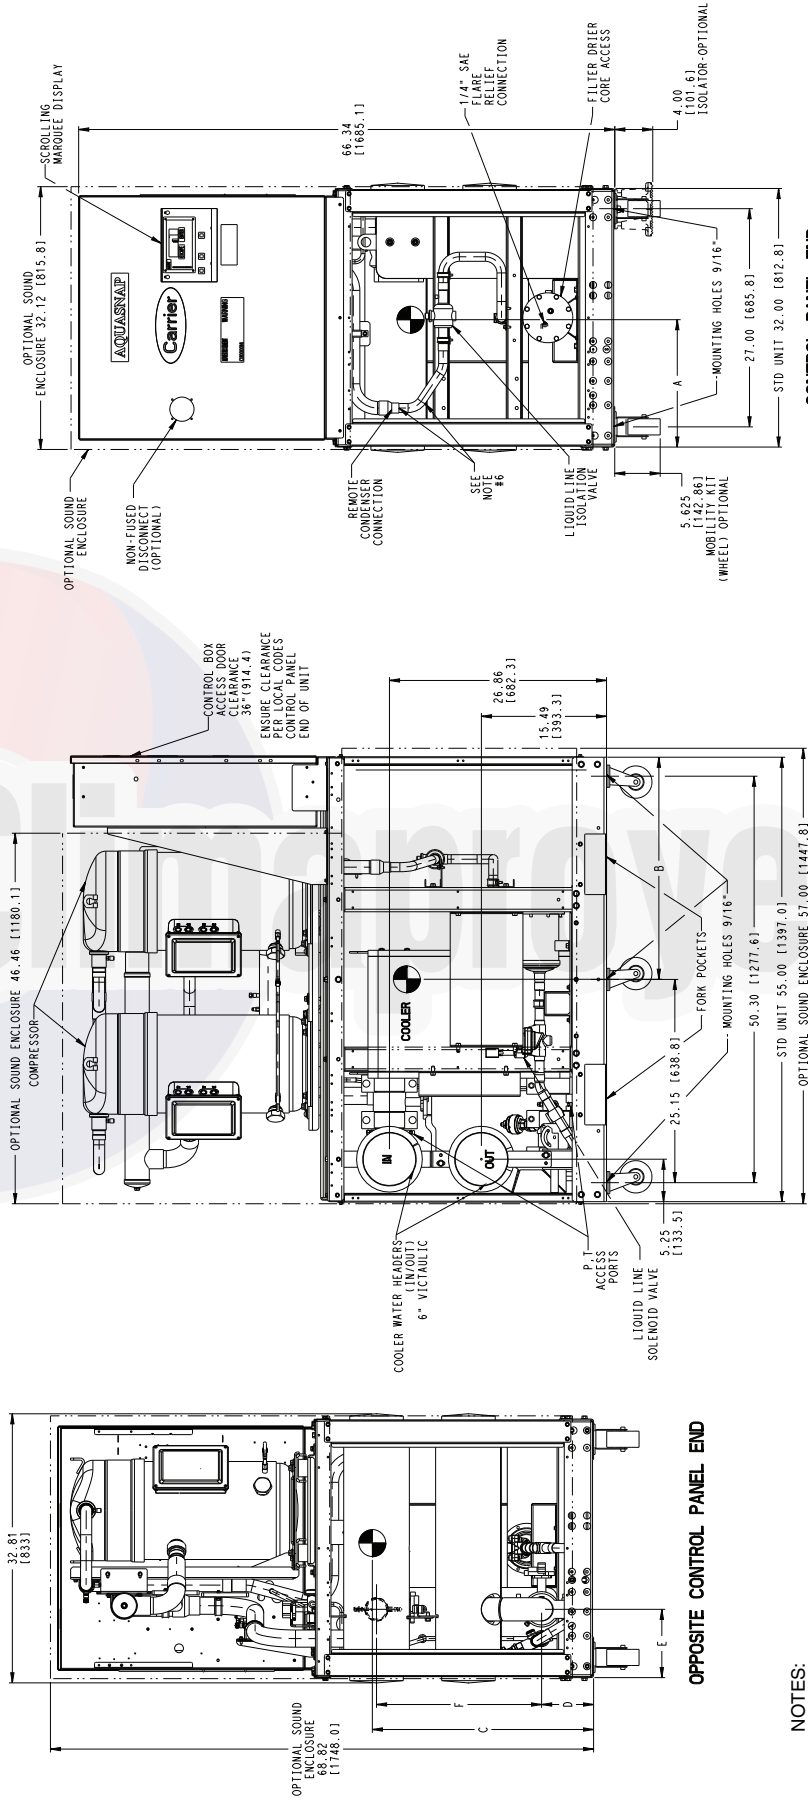 SCROLLING
MARQUEE DISPLAY
OPTIONAL SOUND
ENCLOSURE 32.12 [815.8]
OPTIONAL SOUND
ENCLOSURE
NON-FUSED
DISCONNECT
(OPTIONAL)
AQUASNAP
Carrier
WARNING
66.34
[1685.1]
1/4" SAE
FLARE
RELIEF
CONNECTION
FILTER DRIER
CORE ACCESS
4.00
[101.6]
ISOLATOR-OPTIONAL
REMOTE
CONDENSER
CONNECTION
SEE
NOTE
#6
LIQUID LINE
ISOLATION
VALVE
5.625
[142.86]
MOBILITY KIT
(WHEEL) OPTIONAL
A
MOUNTING HOLES 9/16"
27.00 [685.8]
STD UNIT 32.00 [812.8]
CONTROL BOX
ACCESS DOOR
CLEARANCE
36"(914.4)
ENSURE CLEARANCE
PER LOCAL CODES
CONTROL PANEL
END OF UNIT
OPTIONAL SOUND ENCLOSURE 46.46 [1180.1]
COMPRESSOR
26.86
[682.3]
15.49
[393.3]
COOLER
IN
OUT
COOLER WATER HEADERS
(IN/OUT)
6" VICTAULIC
P,T
ACCESS
PORTS
LIQUID LINE
SOLENOID VALVE
5.25
[133.5]
B
FORK POCKETS
25.15 [638.8]
MOUNTING HOLES 9/16"
50.30 [1277.6]
STD UNIT 55.00 [1397.0]
OPTIONAL SOUND ENCLOSURE 57.00 [1447.8]
32.81
[833]
OPTIONAL SOUND
ENCLOSURE
68.82
[1748.0]
C
F
D
E
OPPOSITE CONTROL PANEL END
NOTES: